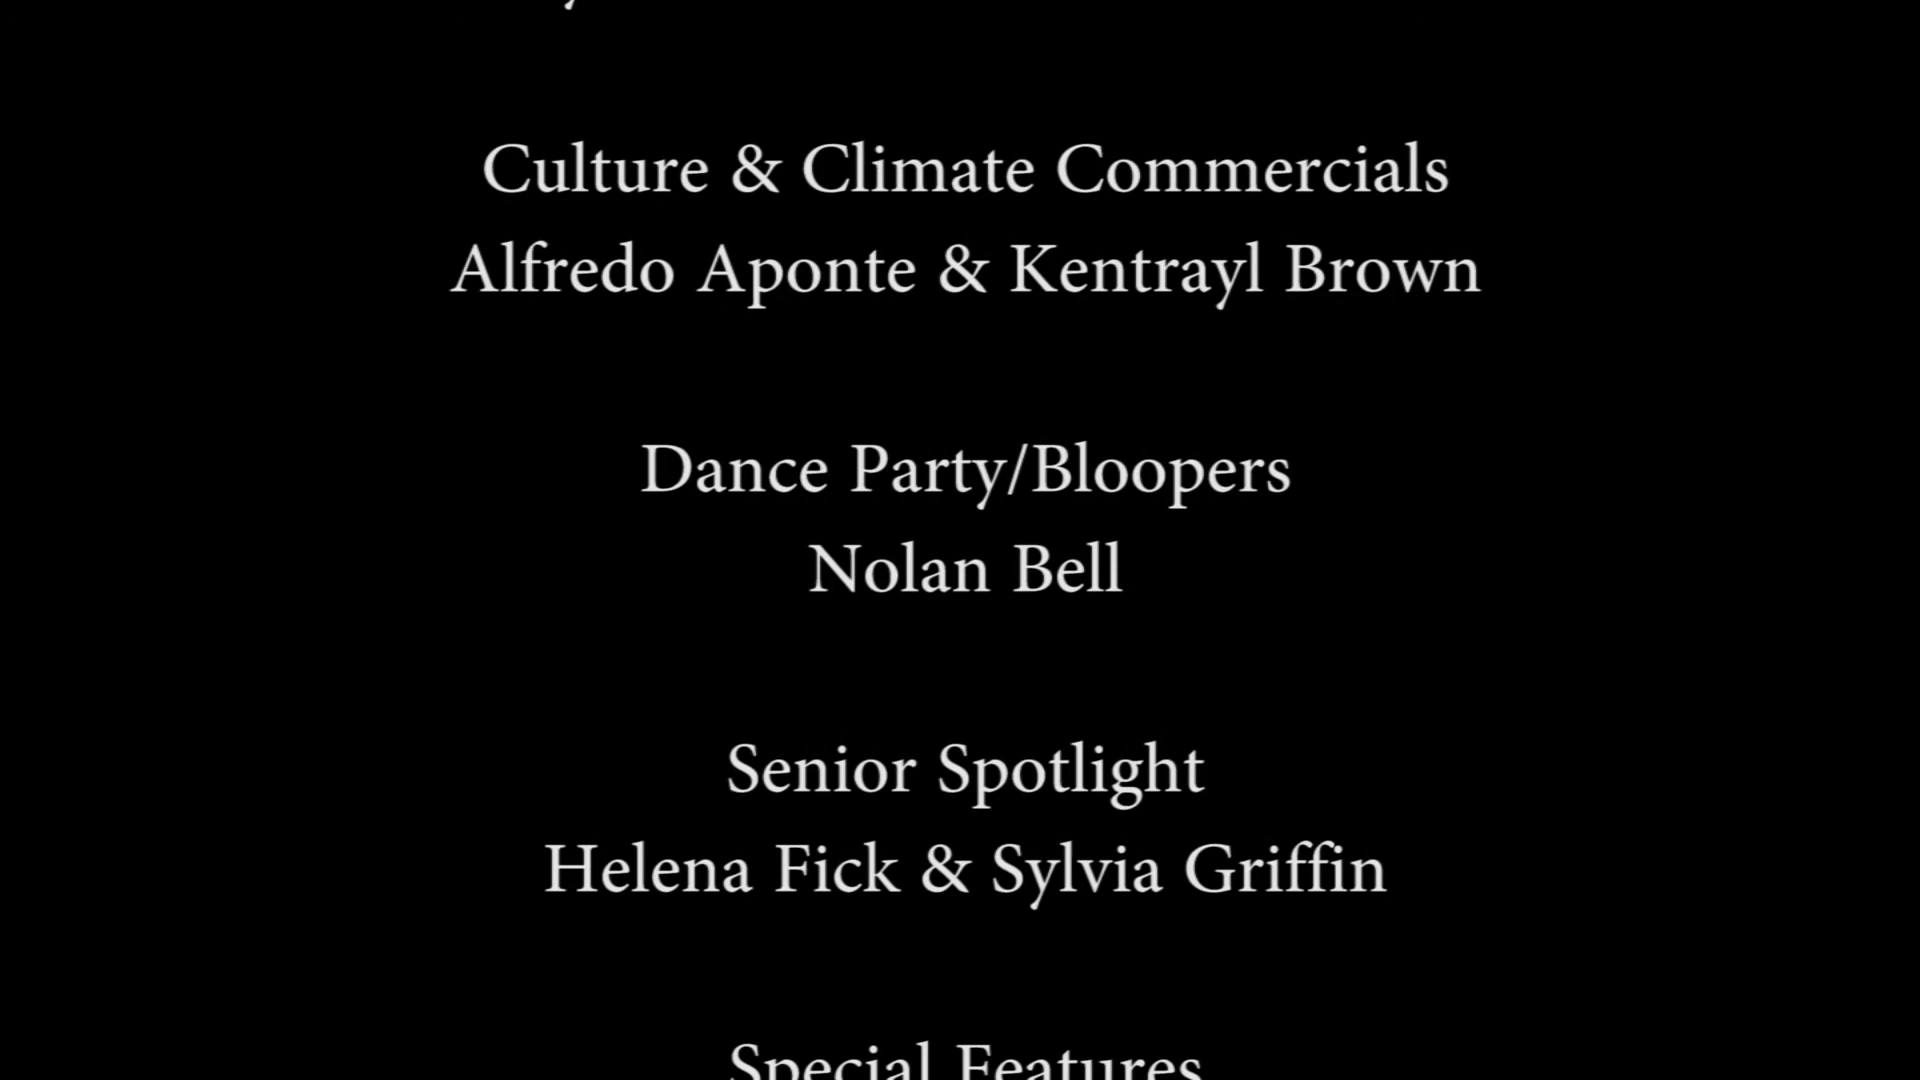 Culture & Climate Commercials
Alfredo Aponte & Kentrayl Brown
Dance Party/Bloopers
Nolan Bell
Senior Spotlight
Helena Fick & Sylvia Griffin
Special Features